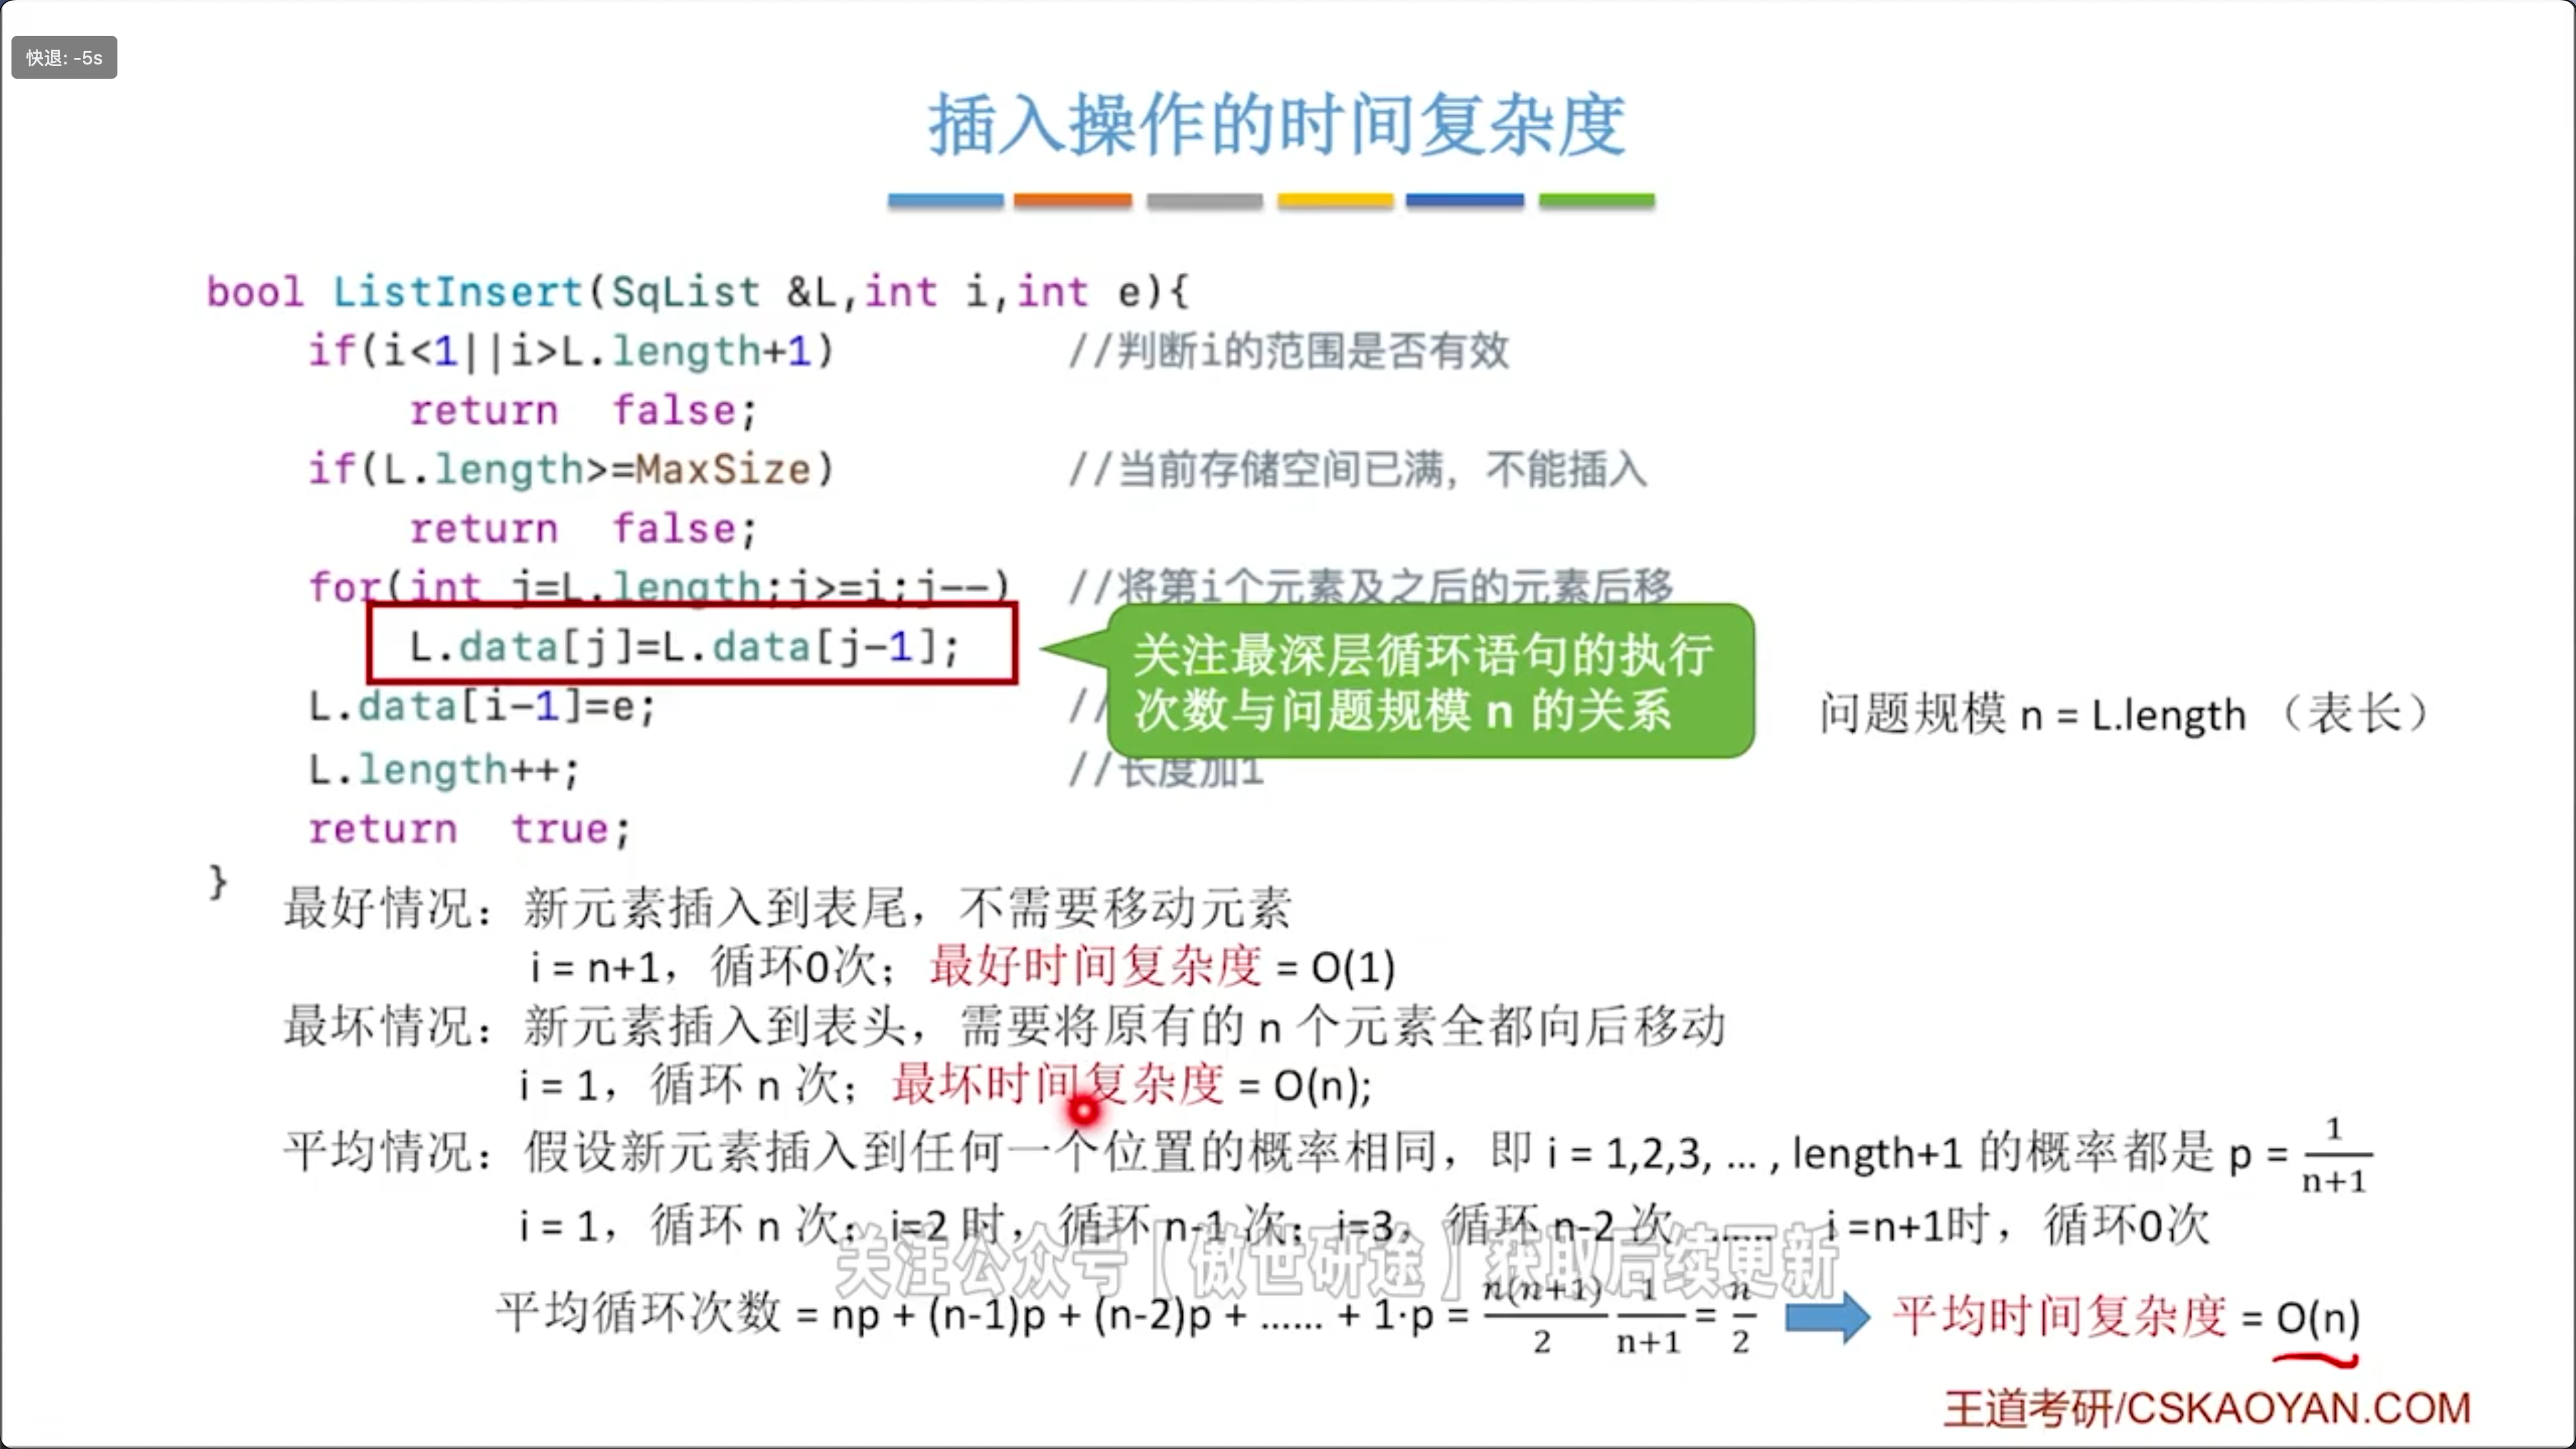 快退: -5s
插入操作的时间复杂度
bool ListInsert(SqList &L,int i,int e){
if(i<1||i>L.length+1) //判断i的范围是否有效
return false;
if(L.length>=MaxSize) //当前存储空间已满，不能插入
return false;
for(int j=L.length;j>=i;j--) //将第i个元素及之后的元素后移
L.data[j]=L.data[j-1];
关注最深层循环语句的执行
次数与问题规模 n 的关系
L.data[i-1]=e; //
问题规模 n = L.length （表长）
L.length++; //长度加1
return true;
}
最好情况：新元素插入到表尾，不需要移动元素
i = n+1，循环0次；最好时间复杂度 = O(1)
最坏情况：新元素插入到表头，需要将原有的 n 个元素全都向后移动
i = 1，循环 n 次；最坏时间复杂度 = O(n);
平均情况：假设新元素插入到任何一个位置的概率相同，即 i = 1,2,3, … , length+1 的概率都是 p = 1/(n+1)
i = 1，循环 n 次；i=2 时，循环 n-1 次；i=3，循环 n-2 次 …… i =n+1时，循环0次
关注公众号【傲世研途】获取后续更新
平均循环次数 = np + (n-1)p + (n-2)p + …… + 1·p = n(n+1)/2 1/(n+1) = n/2 平均时间复杂度 = O(n)
王道考研/CSKAOYAN.COM